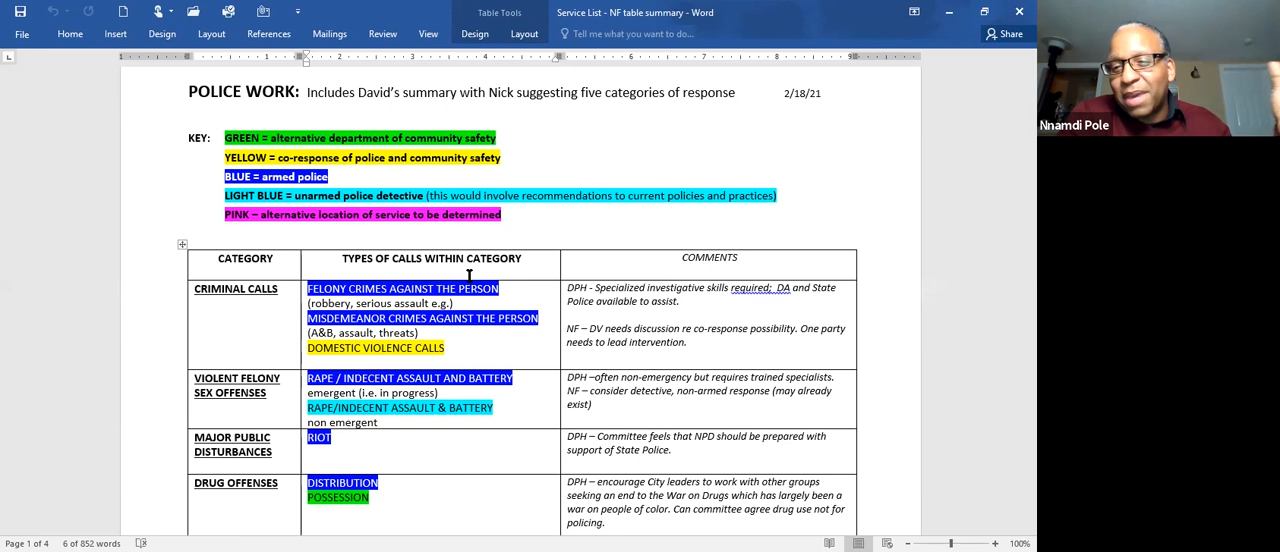 Table Tools
Service List - NF table summary - Word
File
Home
Insert
Design
Layout
References
Mailings
Review
View
Design
Layout
Tell me what you want to do...
Share
1
1
2
3
4
5
6
7
8
9
POLICE WORK: Includes David's summary with Nick suggesting five categories of response 2/18/21
KEY: GREEN = alternative department of community safety
YELLOW = co-response of police and community safety
BLUE = armed police
LIGHT BLUE = unarmed police detective (this would involve recommendations to current policies and practices)
PINK – alternative location of service to be determined
CATEGORY
TYPES OF CALLS WITHIN CATEGORY
COMMENTS
CRIMINAL CALLS
FELONY CRIMES AGAINST THE PERSON
(robbery, serious assault e.g.)
MISDEMEANOR CRIMES AGAINST THE PERSON
(A&B, assault, threats)
DOMESTIC VIOLENCE CALLS
DPH - Specialized investigative skills required; DA and State
Police available to assist.
NF – DV needs discussion re co-response possibility. One party
needs to lead intervention.
VIOLENT FELONY
SEX OFFENSES
RAPE / INDECENT ASSAULT AND BATTERY
emergent (i.e. in progress)
RAPE/INDECENT ASSAULT & BATTERY
non emergent
DPH –often non-emergency but requires trained specialists.
NF – consider detective, non-armed response (may already
exist)
MAJOR PUBLIC
DISTURBANCES
RIOT
DPH – Committee feels that NPD should be prepared with
support of State Police.
DRUG OFFENSES
DISTRIBUTION
POSSESSION
DPH – encourage City leaders to work with other groups
seeking an end to the War on Drugs which has largely been a
war on people of color. Can committee agree drug use not for
policing.
Page 1 of 4
6 of 852 words
100%
Nnamdi Pole